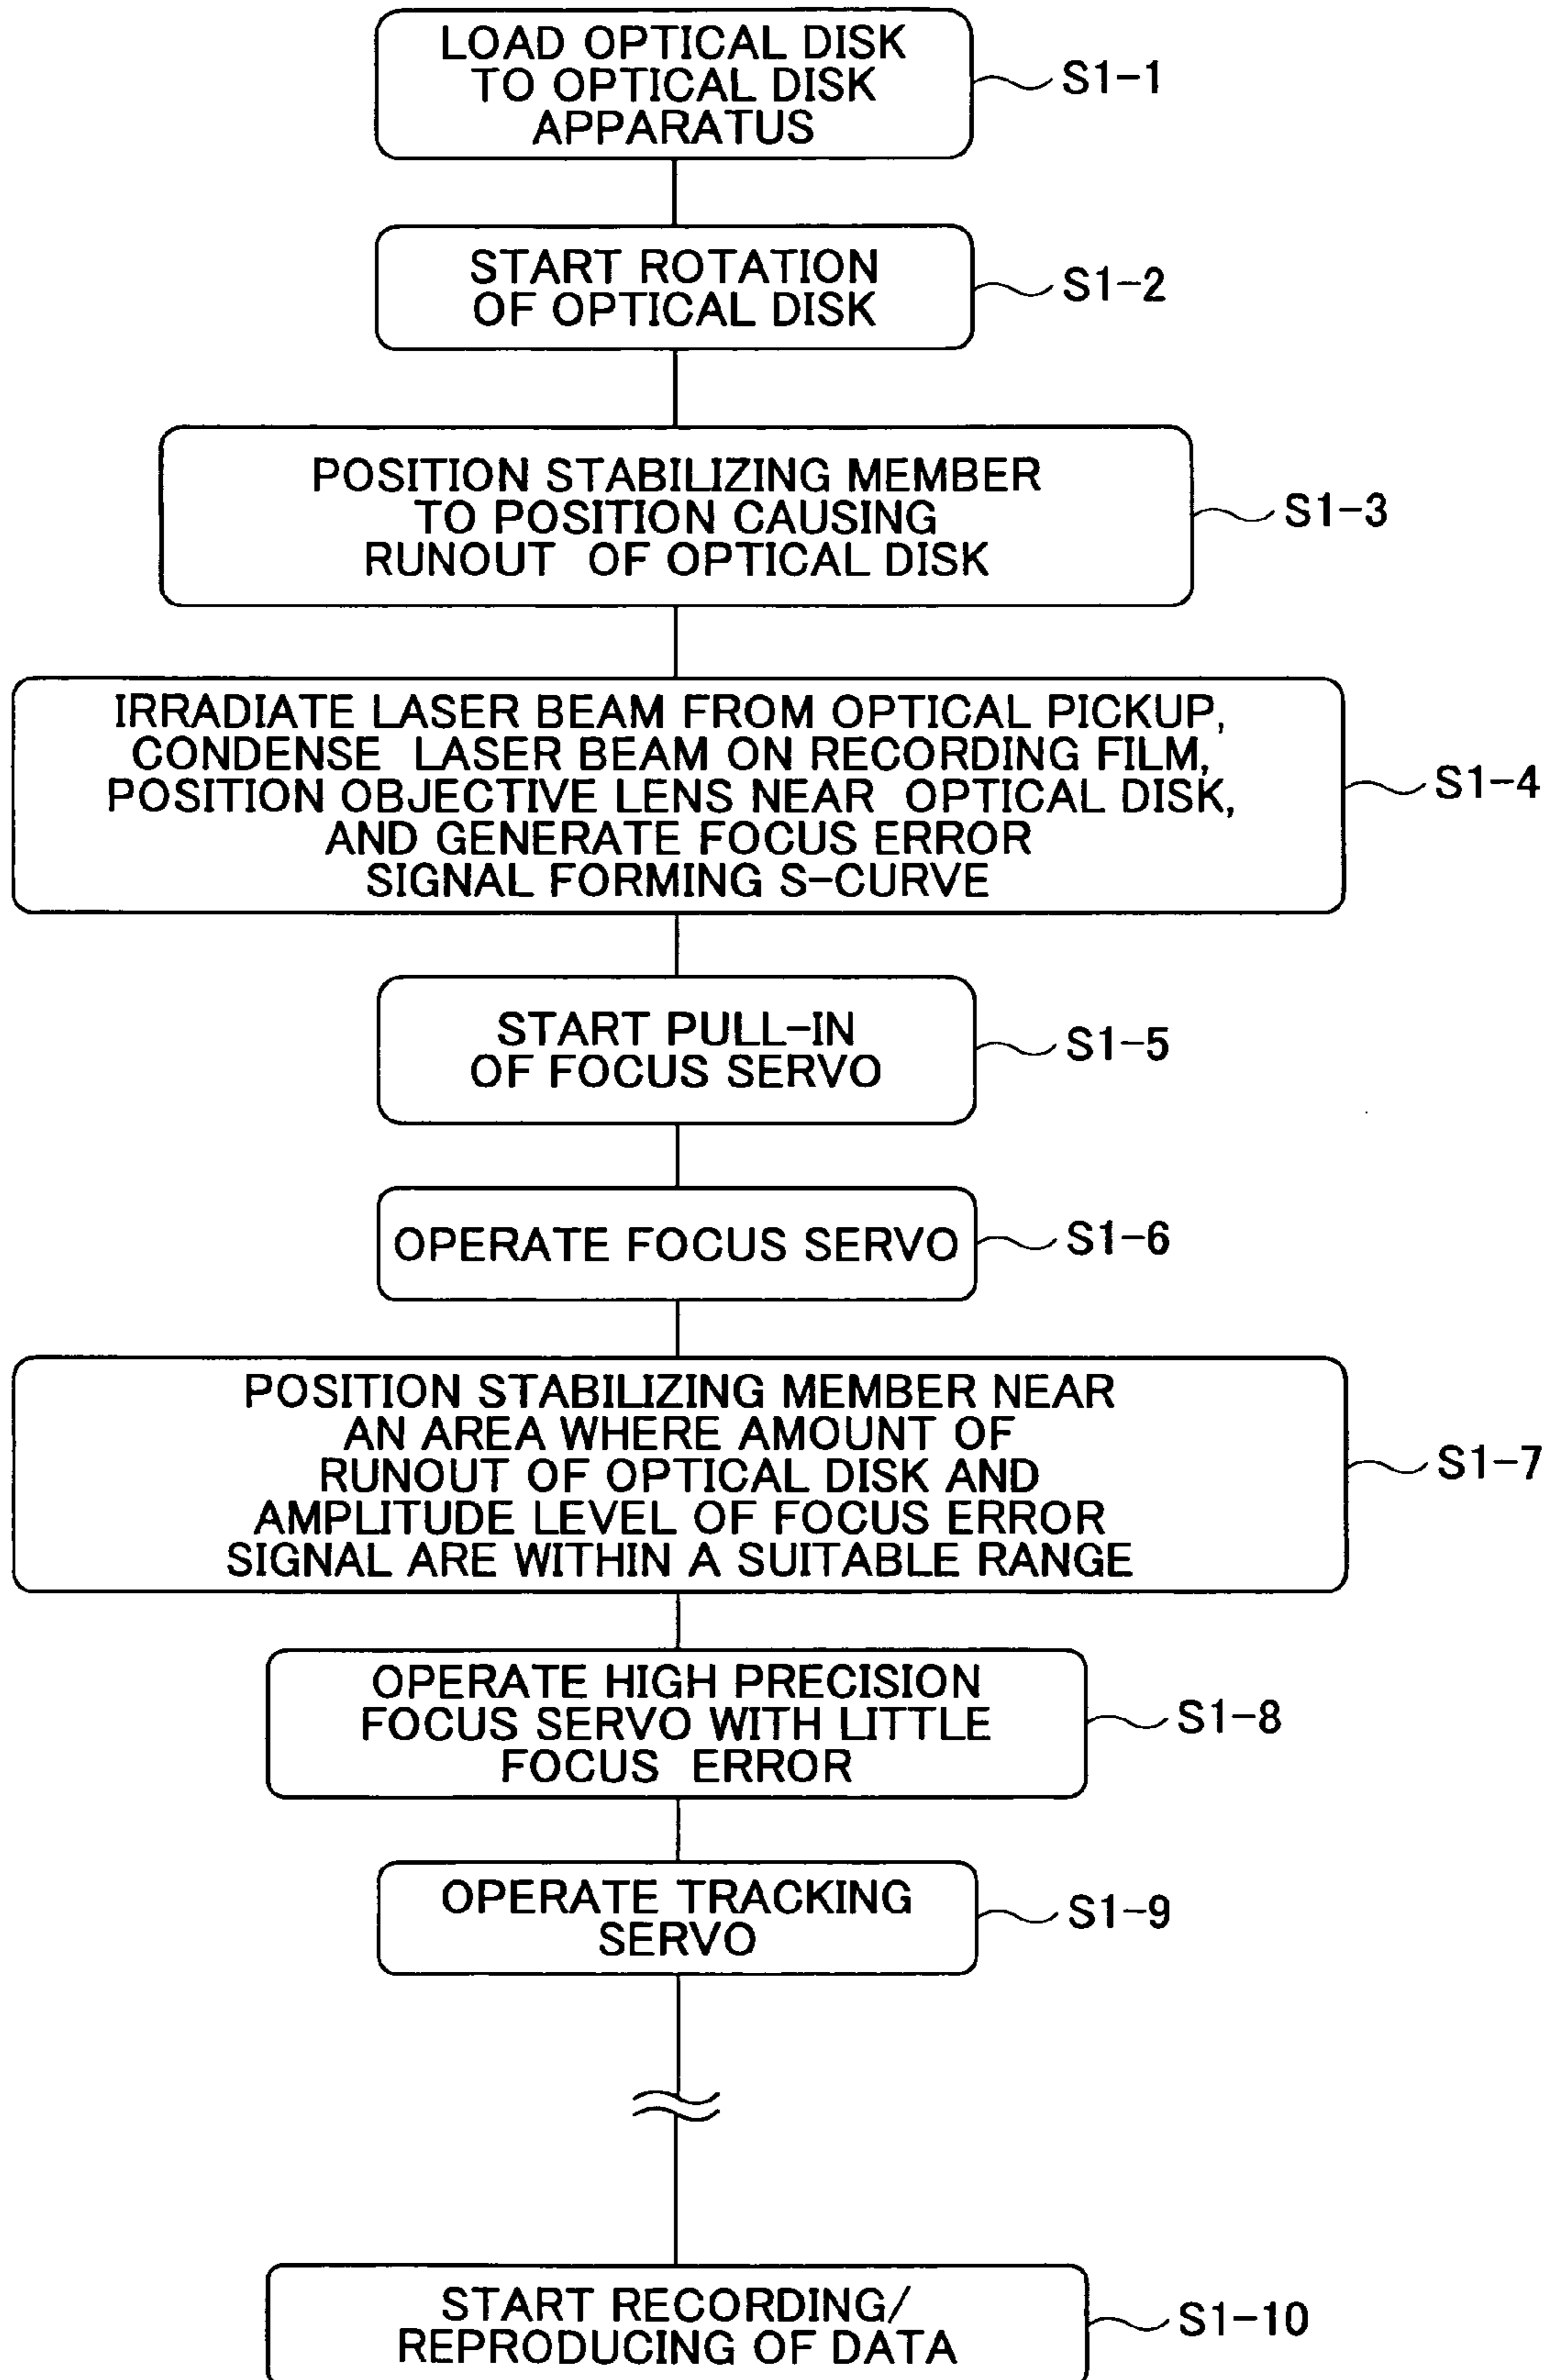 LOAD OPTICAL DISK
TO OPTICAL DISK
APPARATUS
S1-1
START ROTATION
OF OPTICAL DISK
S1-2
POSITION STABILIZING MEMBER
TO POSITION CAUSING
RUNOUT OF OPTICAL DISK
S1-3
IRRADIATE LASER BEAM FROM OPTICAL PICKUP,
CONDENSE LASER BEAM ON RECORDING FILM,
POSITION OBJECTIVE LENS NEAR OPTICAL DISK,
AND GENERATE FOCUS ERROR
SIGNAL FORMING S-CURVE
S1-4
START PULL-IN
OF FOCUS SERVO
S1-5
OPERATE FOCUS SERVO
S1-6
POSITION STABILIZING MEMBER NEAR
AN AREA WHERE AMOUNT OF
RUNOUT OF OPTICAL DISK AND
AMPLITUDE LEVEL OF FOCUS ERROR
SIGNAL ARE WITHIN A SUITABLE RANGE
S1-7
OPERATE HIGH PRECISION
FOCUS SERVO WITH LITTLE
FOCUS ERROR
S1-8
OPERATE TRACKING
SERVO
S1-9
START RECORDING/
REPRODUCING OF DATA
S1-10